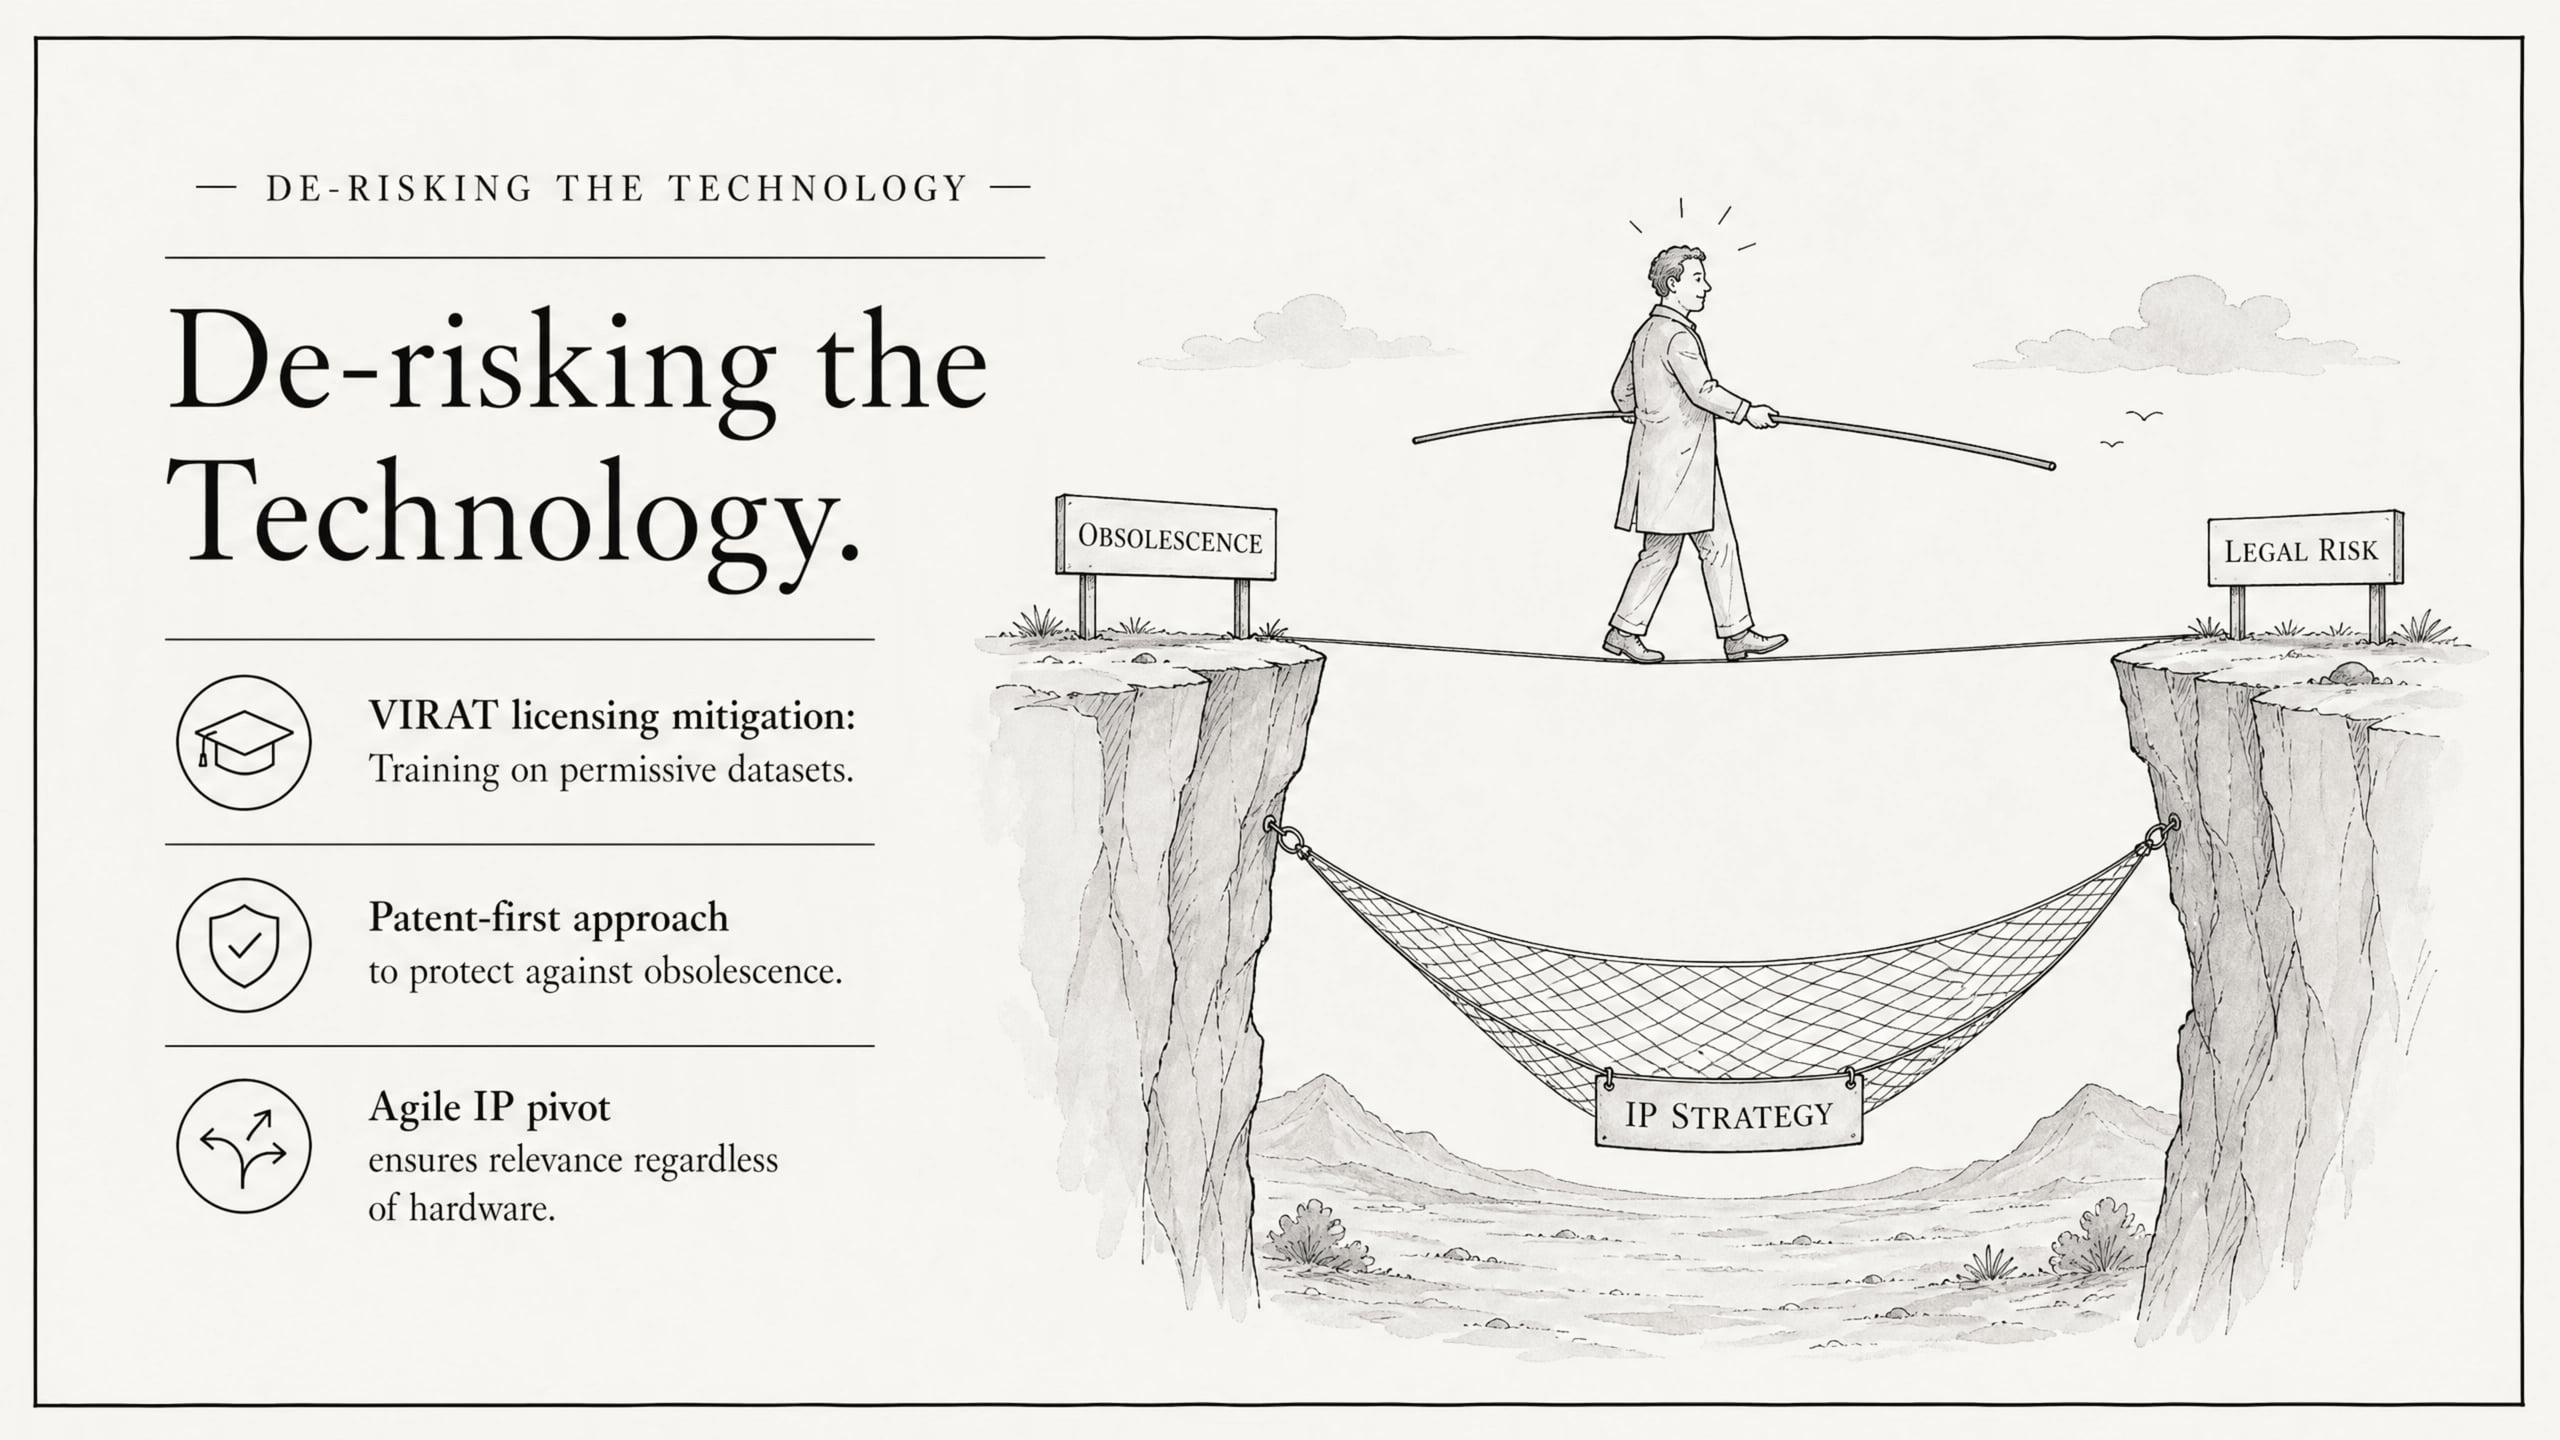 — DE-RISKING THE TECHNOLOGY —
De-risking the
Technology.
VIRAT licensing mitigation:
Training on permissive datasets.
Patent-first approach
to protect against obsolescence.
Agile IP pivot
ensures relevance regardless
of hardware.
OBSOLESCENCE
LEGAL RISK
IP STRATEGY